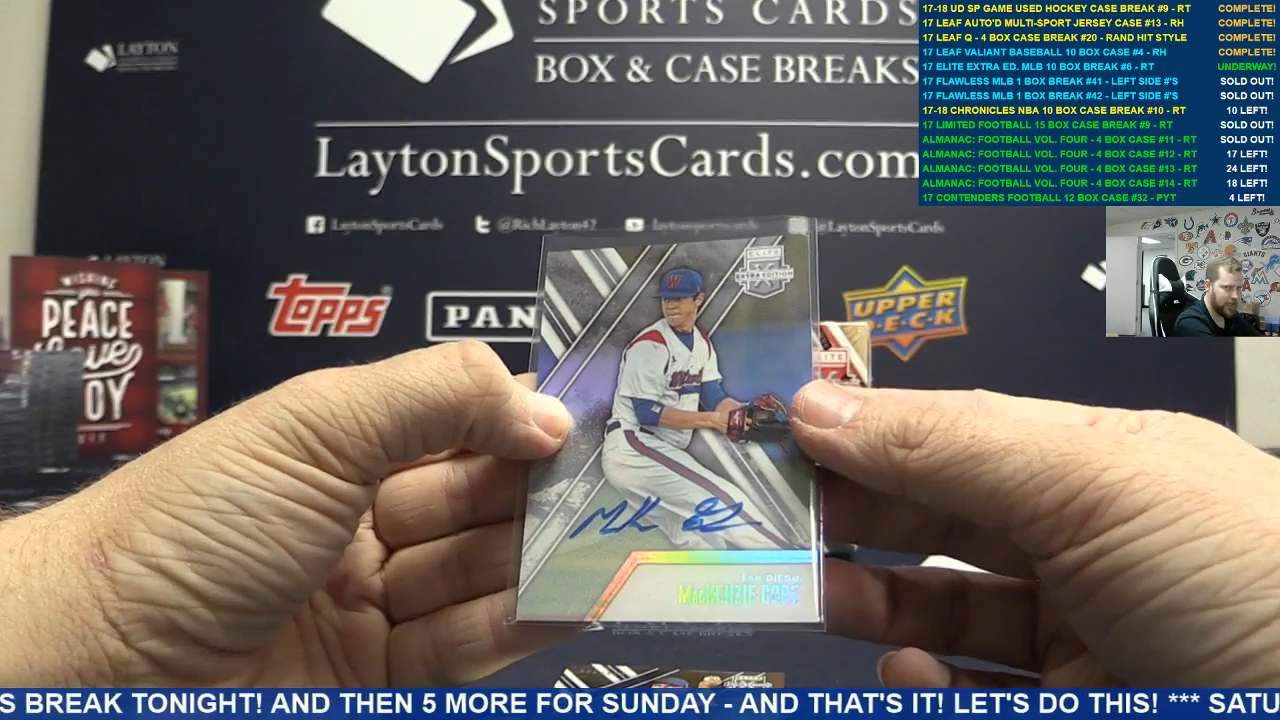 SPORTS CARDS
BOX & CASE BREAKS
LaytonSportsCards.com
LaytonSportsCards
@RichLayton42
LaytonSportsCards
@LaytonSportsCards
LAYTON
17-18 UD SP GAME USED HOCKEY CASE BREAK #9 - RT COMPLETE!
17 LEAF AUTO'D MULTI-SPORT JERSEY CASE #13 - RH COMPLETE!
17 LEAF Q - 4 BOX CASE BREAK #20 - RAND HIT STYLE COMPLETE!
17 LEAF VALIANT BASEBALL 10 BOX CASE #4 - RH COMPLETE!
17 ELITE EXTRA ED. MLB 10 BOX BREAK #6 - RT UNDERWAY!
17 FLAWLESS MLB 1 BOX BREAK #41 - LEFT SIDE #'S SOLD OUT!
17 FLAWLESS MLB 1 BOX BREAK #42 - LEFT SIDE #'S SOLD OUT!
17-18 CHRONICLES NBA 10 BOX CASE BREAK #10 - RT 10 LEFT!
17 LIMITED FOOTBALL 15 BOX CASE BREAK #9 - RT SOLD OUT!
ALMANAC: FOOTBALL VOL. FOUR - 4 BOX CASE #11 - RT SOLD OUT!
ALMANAC: FOOTBALL VOL. FOUR - 4 BOX CASE #12 - RT 17 LEFT!
ALMANAC: FOOTBALL VOL. FOUR - 4 BOX CASE #13 - RT 24 LEFT!
ALMANAC: FOOTBALL VOL. FOUR - 4 BOX CASE #14 - RT 18 LEFT!
17 CONTENDERS FOOTBALL 12 BOX CASE #32 - PYT 4 LEFT!
WISHING
PEACE
Love
OY
topps
PAN
UPPER
DECK
ELITE
EXTRA EDITION
W
SAN DIEGO
MacKENZIE GORE
S BREAK TONIGHT! AND THEN 5 MORE FOR SUNDAY - AND THAT'S IT! LET'S DO THIS! *** SATU